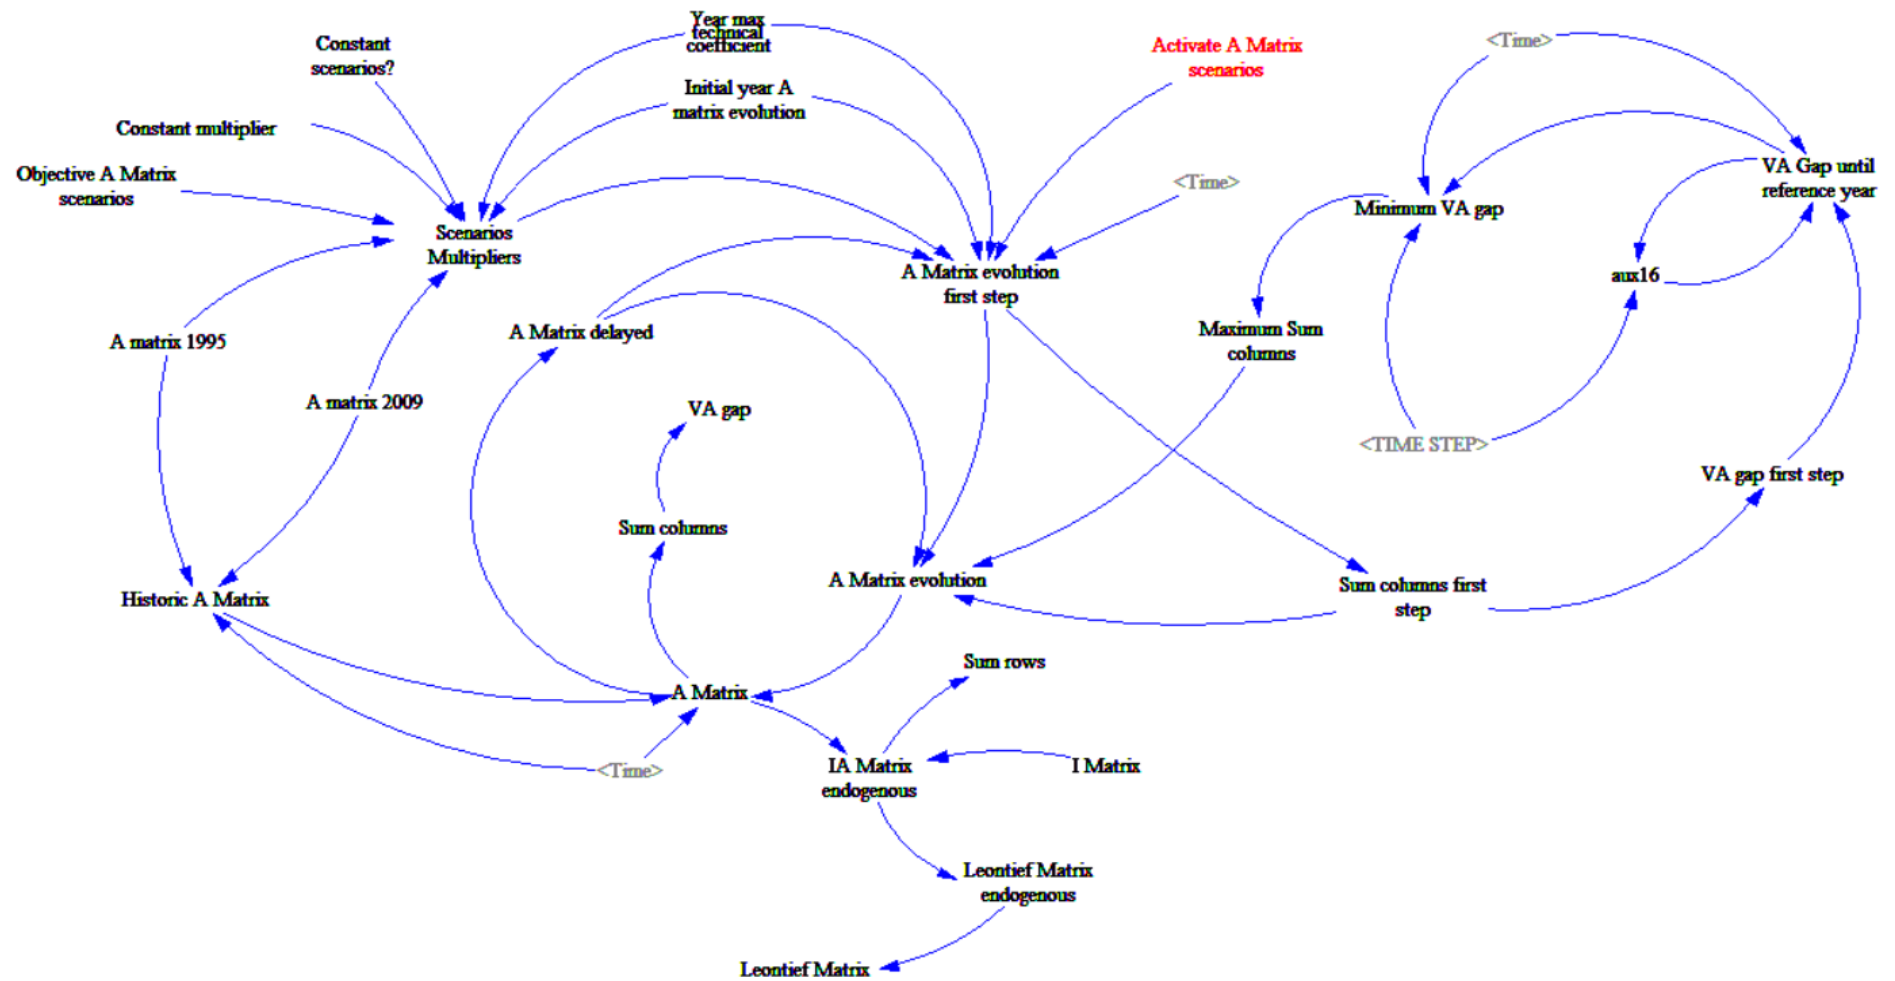 Year max
technical
coefficient
Constant
scenarios?
Activate A Matrix
scenarios
<Time>
Initial year A
matrix evolution
Constant multiplier
Objective A Matrix
scenarios
VA Gap until
reference year
<Time>
Minimum VA gap
Scenarios
Multipliers
A Matrix evolution
first step
aux16
A matrix 1995
A Matrix delayed
Maximum Sum
columns
A matrix 2009
VA gap
<TIME STEP>
VA gap first step
Sum columns
A Matrix evolution
Sum columns first
step
Historic A Matrix
Sum rows
A Matrix
<Time>
IA Matrix
endogenous
I Matrix
Leontief Matrix
endogenous
Leontief Matrix